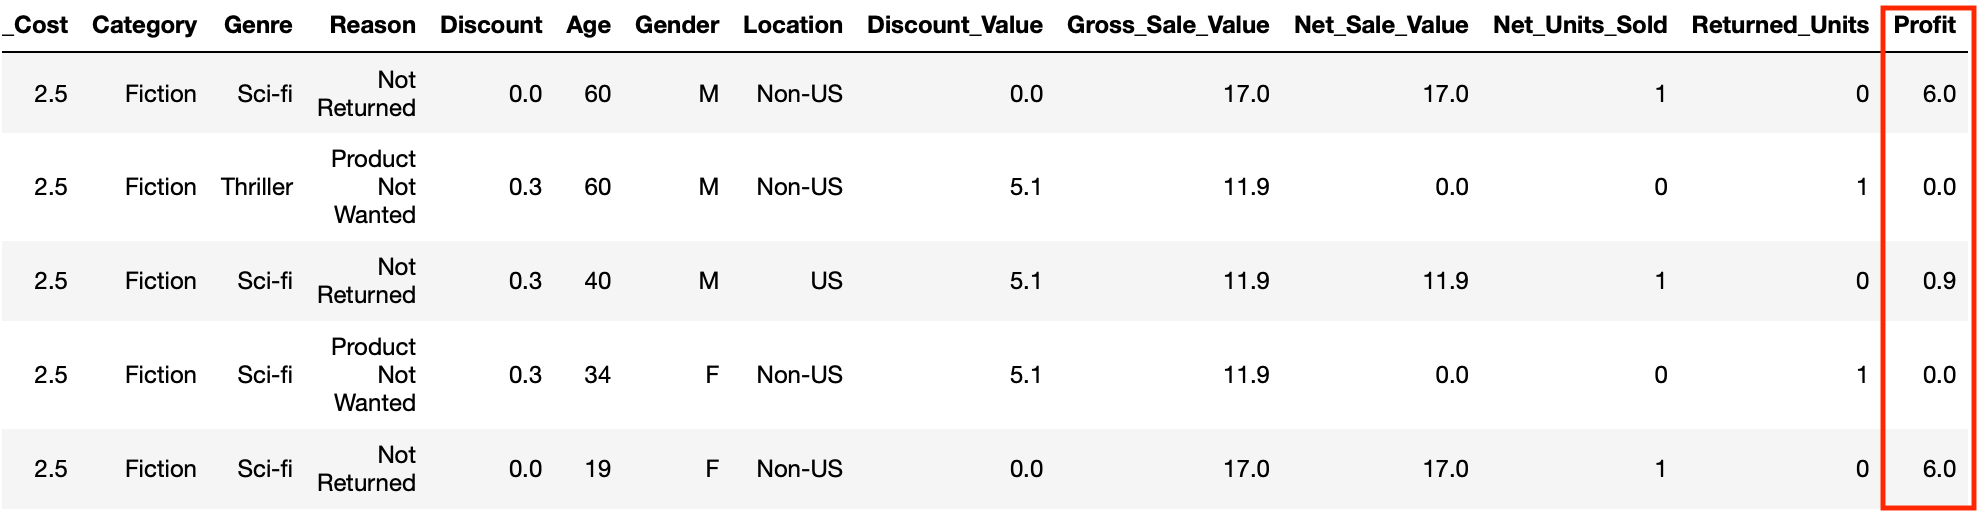 _Cost Category Genre Reason Discount Age Gender Location Discount_Value Gross_Sale_Value Net_Sale_Value Net_Units_Sold Returned_Units Profit
2.5 Fiction Sci-fi Not Returned 0.0 60 M Non-US 0.0 17.0 17.0 1 0 6.0
2.5 Fiction Thriller Product Not Wanted 0.3 60 M Non-US 5.1 11.9 0.0 0 1 0.0
2.5 Fiction Sci-fi Not Returned 0.3 40 M US 5.1 11.9 11.9 1 0 0.9
2.5 Fiction Sci-fi Product Not Wanted 0.3 34 F Non-US 5.1 11.9 0.0 0 1 0.0
2.5 Fiction Sci-fi Not Returned 0.0 19 F Non-US 0.0 17.0 17.0 1 0 6.0